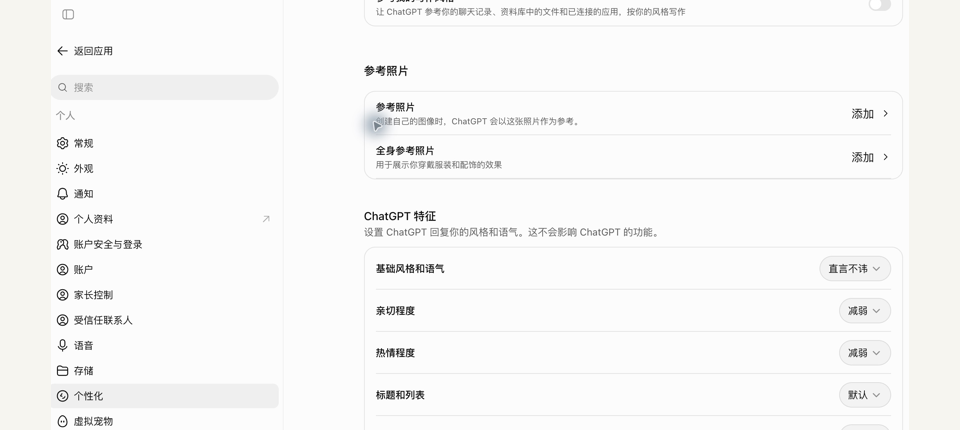 让 ChatGPT 参考你的聊天记录、资料库中的文件和已连接的应用，按你的风格写作
返回应用
搜索
个人
常规
外观
通知
个人资料
账户安全与登录
账户
家长控制
受信任联系人
语音
存储
个性化
虚拟宠物
参考照片
参考照片
创建自己的图像时，ChatGPT 会以这张照片作为参考。
添加
全身参考照片
用于展示你穿戴服装和配饰的效果
添加
ChatGPT 特征
设置 ChatGPT 回复你的风格和语气。这不会影响 ChatGPT 的功能。
基础风格和语气
直言不讳
亲切程度
减弱
热情程度
减弱
标题和列表
默认